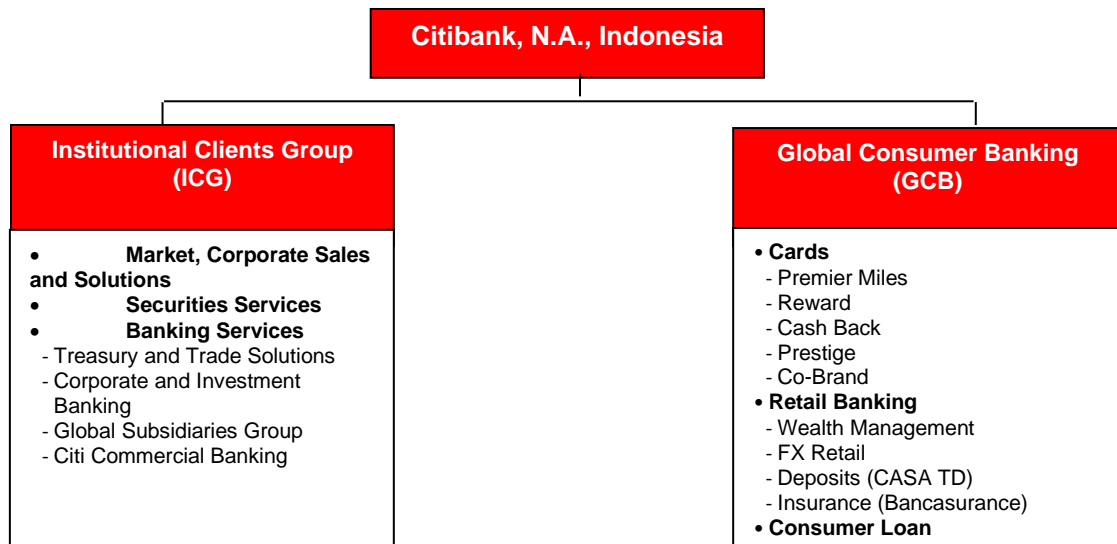 Citibank, N.A., Indonesia
Institutional Clients Group
(ICG)
• Market, Corporate Sales
and Solutions
• Securities Services
• Banking Services
- Treasury and Trade Solutions
- Corporate and Investment
Banking
- Global Subsidiaries Group
- Citi Commercial Banking
Global Consumer Banking
(GCB)
• Cards
- Premier Miles
- Reward
- Cash Back
- Prestige
- Co-Brand
• Retail Banking
- Wealth Management
- FX Retail
- Deposits (CASA TD)
- Insurance (Bancasurance)
• Consumer Loan